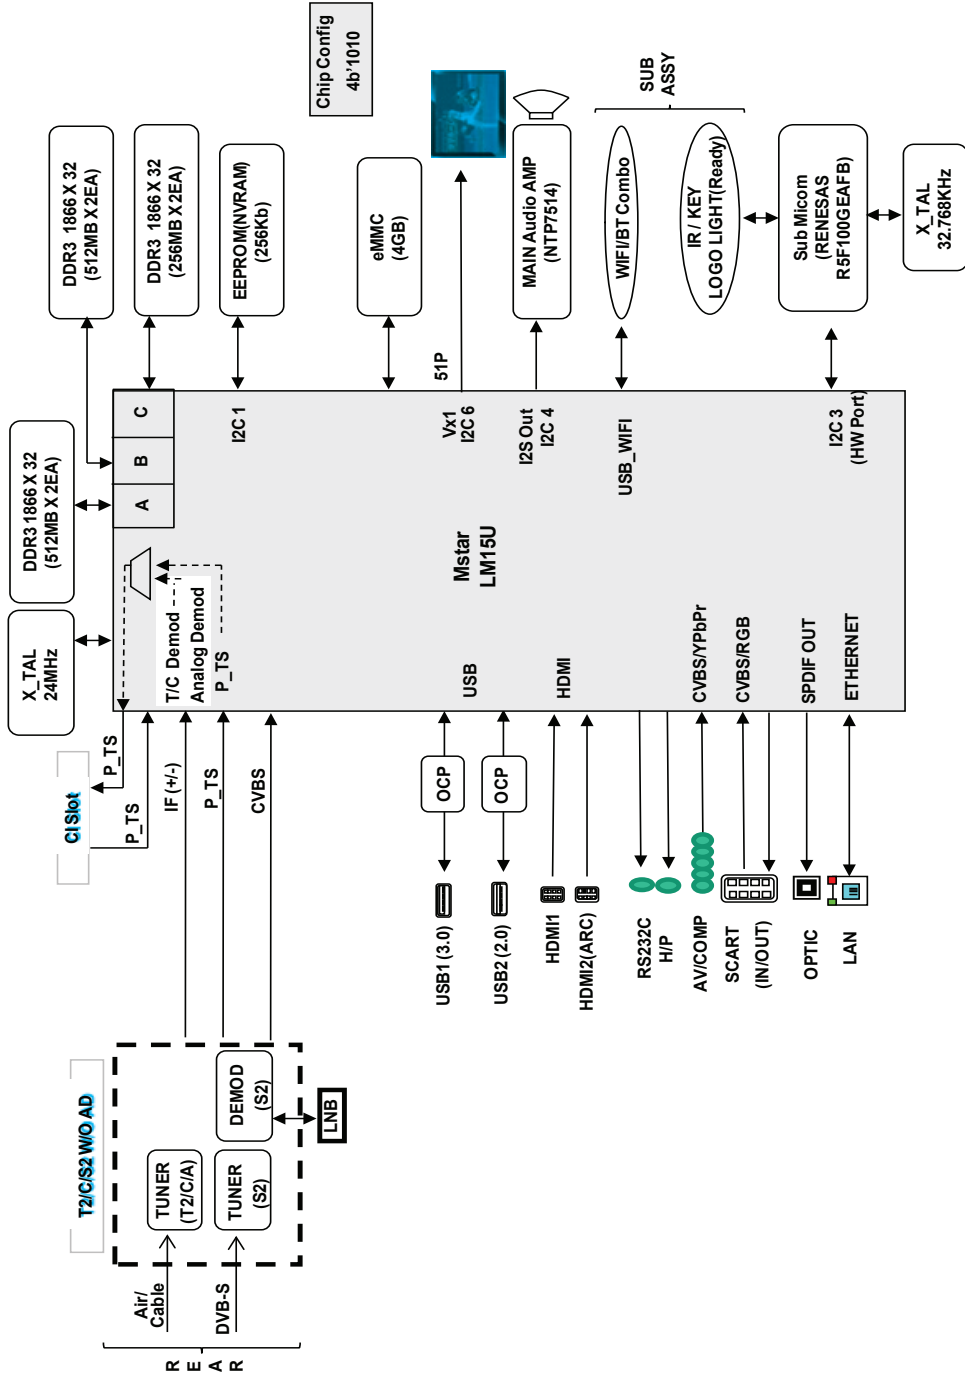 R
E
A
R
Air/
Cable
DVB-S
T2/C/S2 W/O AD
TUNER
(T2/C/A)
TUNER
(S2)
DEMOD
(S2)
LNB
CI Slot
P_TS
P_TS
IF (+/-)
P_TS
CVBS
X_TAL
24MHz
DDR3 1866 X 32
(512MB X 2EA)
DDR3 1866 X 32
(512MB X 2EA)
DDR3 1866 X 32
(256MB X 2EA)
EEPROM(NVRAM)
(256Kb)
eMMC
(4GB)
Chip Config
4b'1010
A
B
C
T/C Demod
Analog Demod
P_TS
I2C 1
Mstar
LM15U
Vx1
I2C 6
51P
I2S Out
I2C 4
MAIN Audio AMP
(NTP7514)
USB_WIFI
WIFI/BT Combo
SUB
ASSY
IR / KEY
LOGO LIGHT(Ready)
I2C 3
(HW Port)
Sub Micom
(RENESAS
R5F100GEAFB)
X_TAL
32.768KHz
USB
HDMI
CVBS/YPbPr
CVBS/RGB
SPDIF OUT
ETHERNET
OCP
OCP
USB1 (3.0)
USB2 (2.0)
HDMI1
HDMI2(ARC)
RS232C
H/P
AV/COMP
SCART
(IN/OUT)
OPTIC
LAN